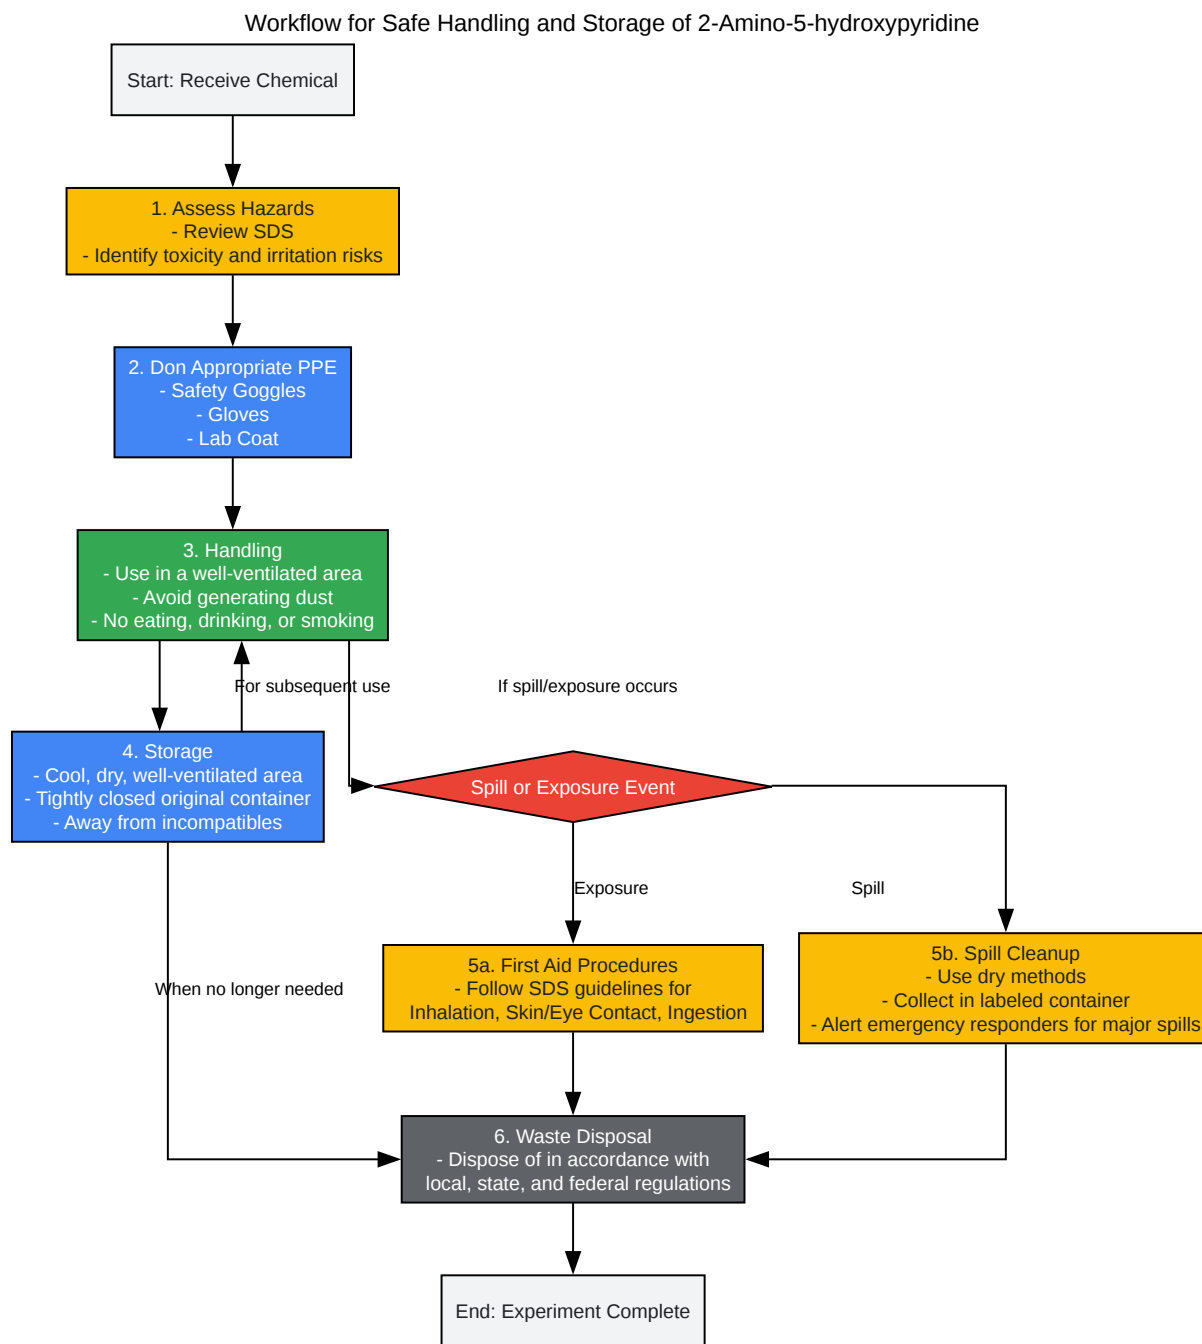 Workflow for Safe Handling and Storage of 2-Amino-5-hydroxypyridine
Start: Receive Chemical
1. Assess Hazards
- Review SDS
- Identify toxicity and irritation risks
2. Don Appropriate PPE
- Safety Goggles
- Gloves
- Lab Coat
3. Handling
- Use in a well-ventilated area
- Avoid generating dust
- No eating, drinking, or smoking
For subsequent use
If spill/exposure occurs
4. Storage
- Cool, dry, well-ventilated area
- Tightly closed original container
- Away from incompatibles
Spill or Exposure Event
Exposure
Spill
When no longer needed
5a. First Aid Procedures
- Follow SDS guidelines for
Inhalation, Skin/Eye Contact, Ingestion
5b. Spill Cleanup
- Use dry methods
- Collect in labeled container
- Alert emergency responders for major spills
6. Waste Disposal
- Dispose of in accordance with
local, state, and federal regulations
End: Experiment Complete